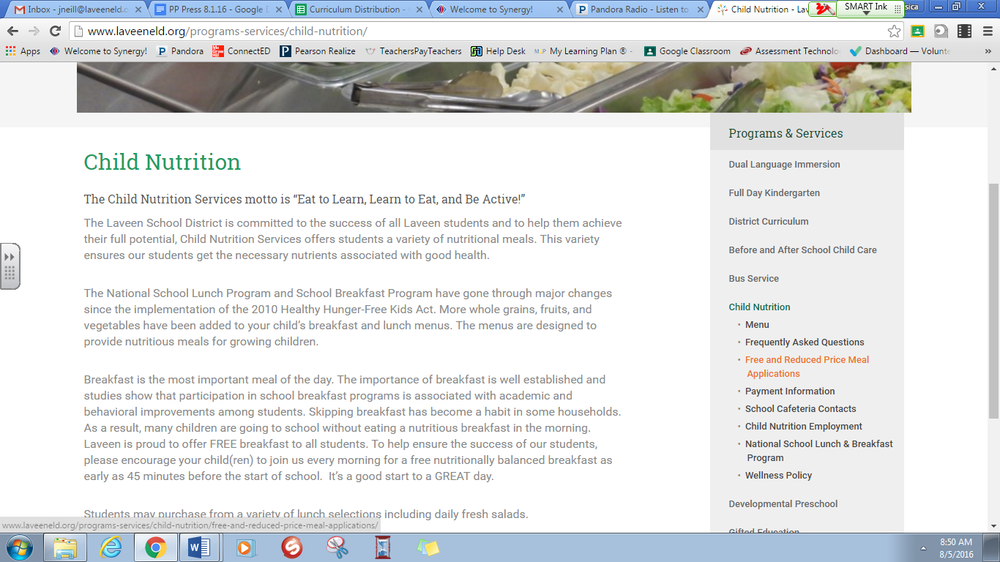 Inbox - jneill@laveeneld.o
PP Press 8.1.16 - Google D
Curriculum Distribution -
Welcome to Synergy!
Pandora Radio - Listen to
Child Nutrition - Lav
SMART Ink
sica
www.laveeneld.org/programs-services/child-nutrition/
Apps
Welcome to Synergy!
Pandora
ConnectED
Pearson Realize
TeachersPayTeachers
Help Desk
My Learning Plan ® -
Google Classroom
Assessment Technolo
Dashboard — Volunte
Child Nutrition
The Child Nutrition Services motto is “Eat to Learn, Learn to Eat, and Be Active!”
The Laveen School District is committed to the success of all Laveen students and to help them achieve
their full potential, Child Nutrition Services offers students a variety of nutritional meals. This variety
ensures our students get the necessary nutrients associated with good health.
The National School Lunch Program and School Breakfast Program have gone through major changes
since the implementation of the 2010 Healthy Hunger-Free Kids Act. More whole grains, fruits, and
vegetables have been added to your child’s breakfast and lunch menus. The menus are designed to
provide nutritious meals for growing children.
Breakfast is the most important meal of the day. The importance of breakfast is well established and
studies show that participation in school breakfast programs is associated with academic and
behavioral improvements among students. Skipping breakfast has become a habit in some households.
As a result, many children are going to school without eating a nutritious breakfast in the morning.
Laveen is proud to offer FREE breakfast to all students. To help ensure the success of our students,
please encourage your child(ren) to join us every morning for a free nutritionally balanced breakfast as
early as 45 minutes before the start of school.  It’s a good start to a GREAT day.
Students may purchase from a variety of lunch selections including daily fresh salads.
Programs & Services
Dual Language Immersion
Full Day Kindergarten
District Curriculum
Before and After School Child Care
Bus Service
Child Nutrition
Menu
Frequently Asked Questions
Free and Reduced Price Meal
Applications
Payment Information
School Cafeteria Contacts
Child Nutrition Employment
National School Lunch & Breakfast
Program
Wellness Policy
Developmental Preschool
Gifted Education
www.laveeneld.org/programs-services/child-nutrition/free-and-reduced-price-meal-applications/
8:50 AM
8/5/2016